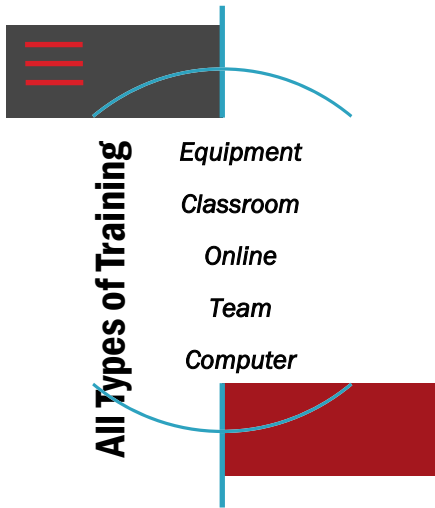 All Types of Training
Equipment
Classroom
Online
Team
Computer